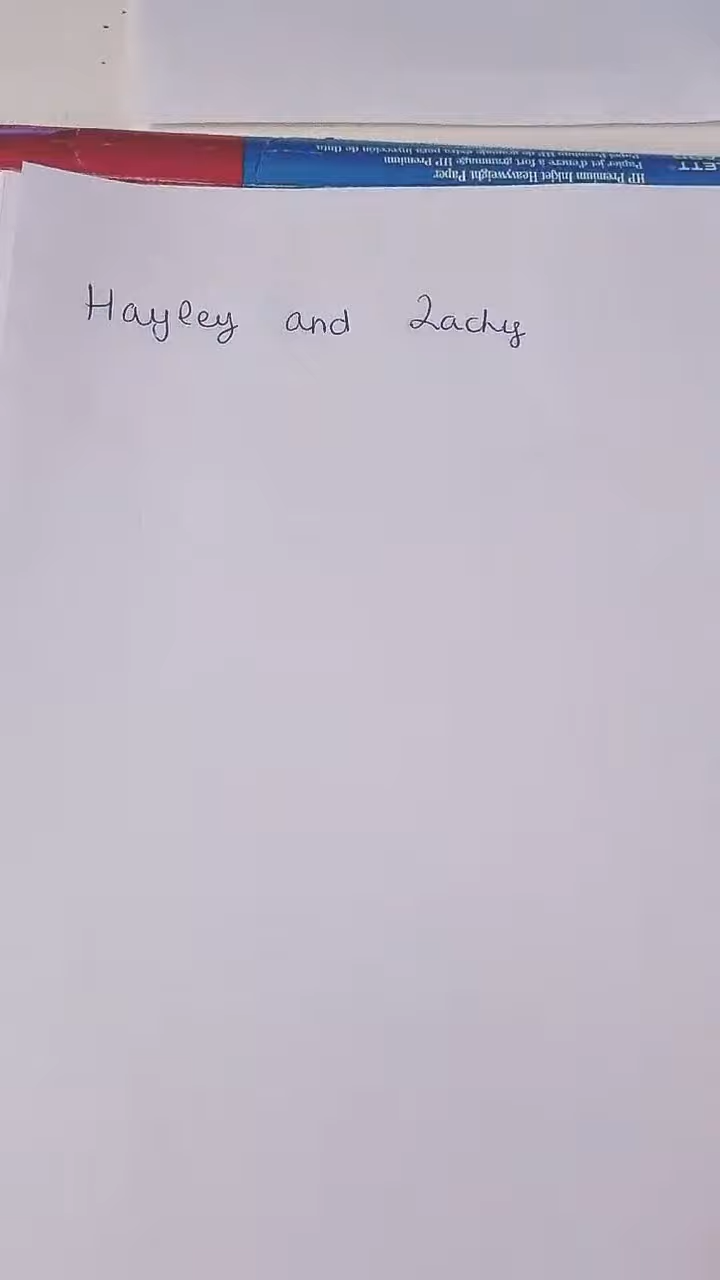 Hayley and Zachy
HP Premium Inkjet Heavyweight Paper
Papier jet d'encre à fort grammage HP Premium